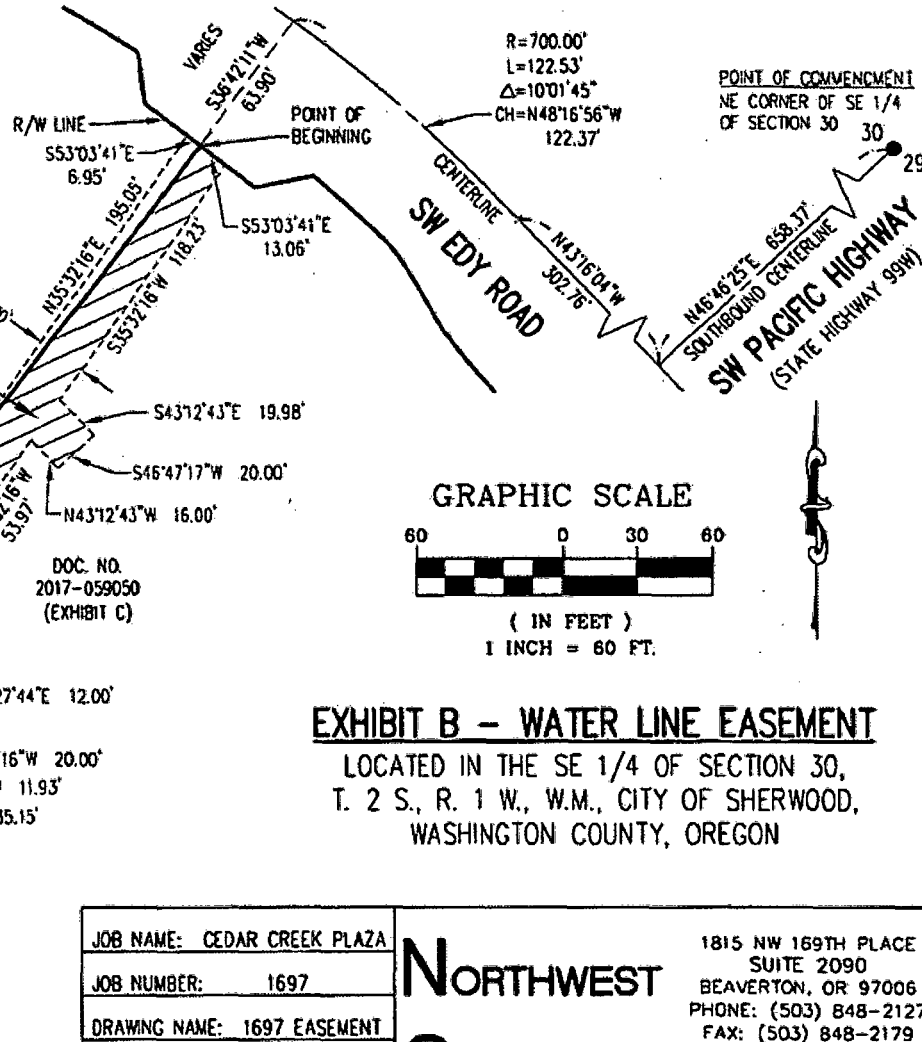 VARIES
S36°42'11"W
63.90'
R/W LINE
S53°03'41"E
6.95'
POINT OF
BEGINNING
R=700.00'
L=122.53'
Δ=10°01'45"
CH=N48°16'56"W
122.37'
POINT OF COMMENCMENT
NE CORNER OF SE 1/4
OF SECTION 30
30
29
CENTERLINE
SW EDY ROAD
N43°16'04"W
302.76'
N46°46'25"E 658.37'
SOUTHBOUND CENTERLINE
SW PACIFIC HIGHWAY
(STATE HIGHWAY 99W)
N35°32'16"E 195.05'
S35°32'16"W 118.23'
S53°03'41"E
13.06'
S43°12'43"E 19.98'
S46°47'17"W 20.00'
N43°12'43"W 16.00'
2'16"W
53.97'
DOC. NO.
2017-059050
(EXHIBIT C)
27'44"E 12.00'
'16"W 20.00'
11.93'
35.15'
GRAPHIC SCALE
60 0 30 60
( IN FEET )
1 INCH = 60 FT.
EXHIBIT B - WATER LINE EASEMENT
LOCATED IN THE SE 1/4 OF SECTION 30,
T. 2 S., R. 1 W., W.M., CITY OF SHERWOOD,
WASHINGTON COUNTY, OREGON
JOB NAME: CEDAR CREEK PLAZA
JOB NUMBER: 1697
DRAWING NAME: 1697 EASEMENT
NORTHWEST
1815 NW 169TH PLACE
SUITE 2090
BEAVERTON, OR 97006
PHONE: (503) 848-2127
FAX: (503) 848-2179